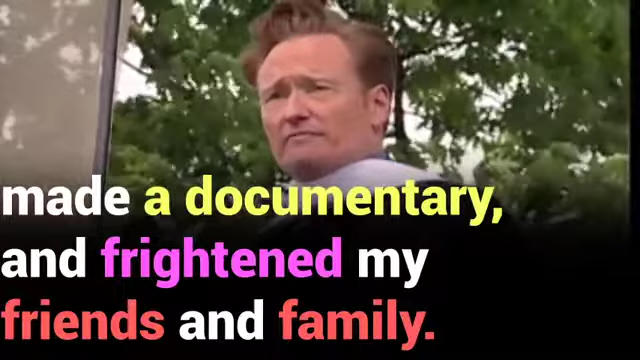 made a documentary,
and frightened my
friends and family.